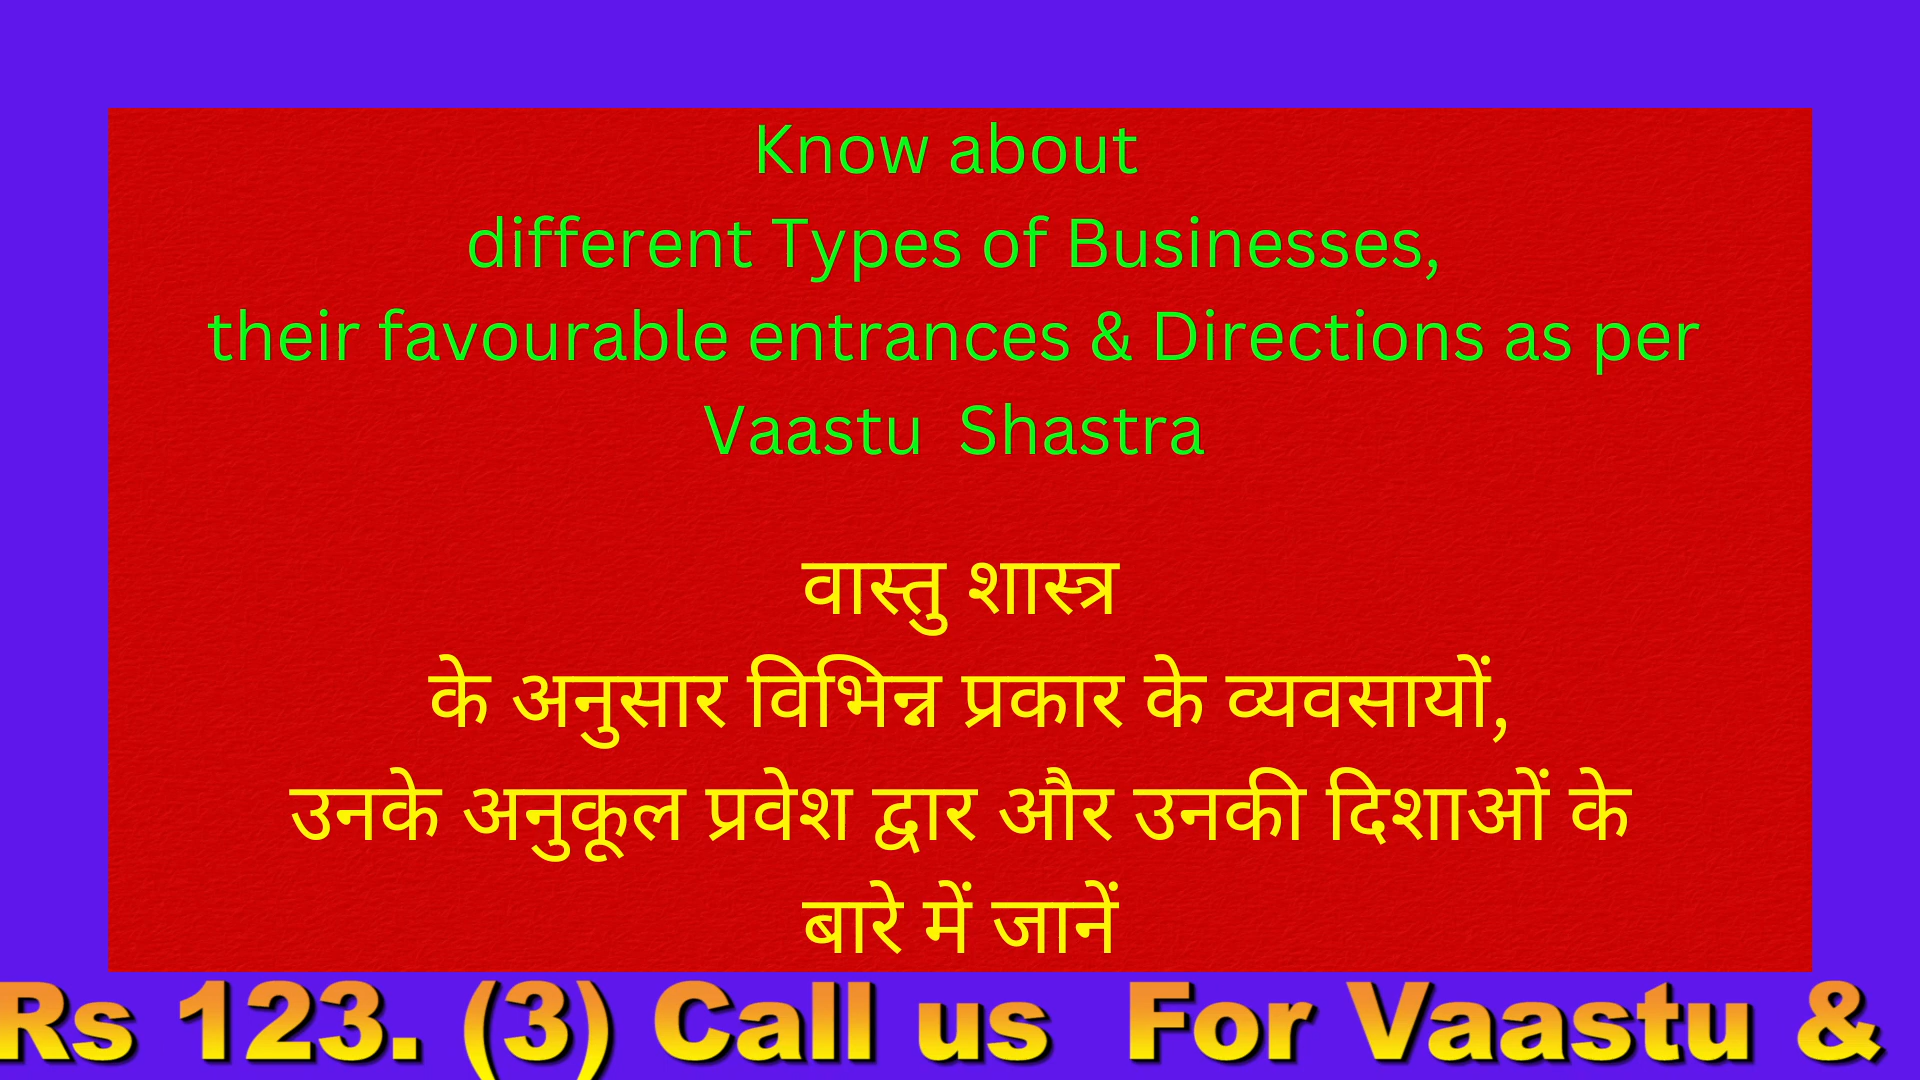 Know about
different Types of Businesses,
their favourable entrances & Directions as per
Vaastu Shastra
वास्तु शास्त्र
के अनुसार विभिन्न प्रकार के व्यवसायों,
उनके अनुकूल प्रवेश द्वार और उनकी दिशाओं के
बारे में जानें
Rs 123. (3) Call us For Vaastu &